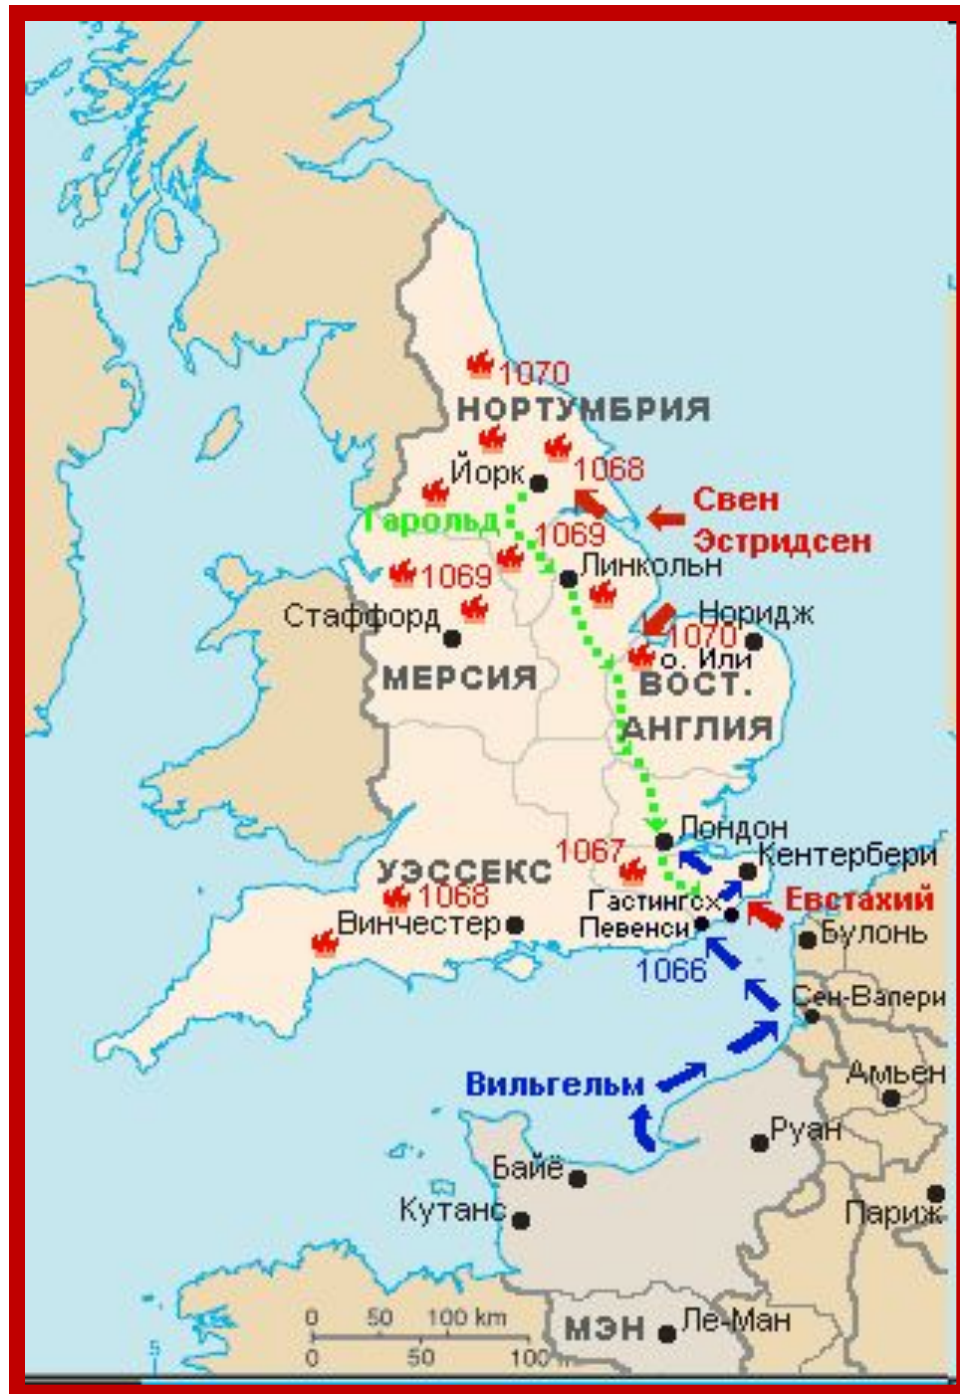 1070
НОРТУМБРИЯ
Йорк
1068
Свен
Эстридсен
Гарольд
1069
Линкольн
1069
Стаффорд
Норидж
1070
о. Или
МЕРСИЯ
ВОСТ.
АНГЛИЯ
Лондон
1067
Кентербери
УЭССЕКС
1068
Гастингсх
Евстахий
Винчестер
Певенси
Булонь
1066
Сен-Валери
Вильгельм
Амьен
Руан
Байё
Кутанс
Париж
0 50 100 km
МЭН
Ле-Ман
0 50 100 m
5